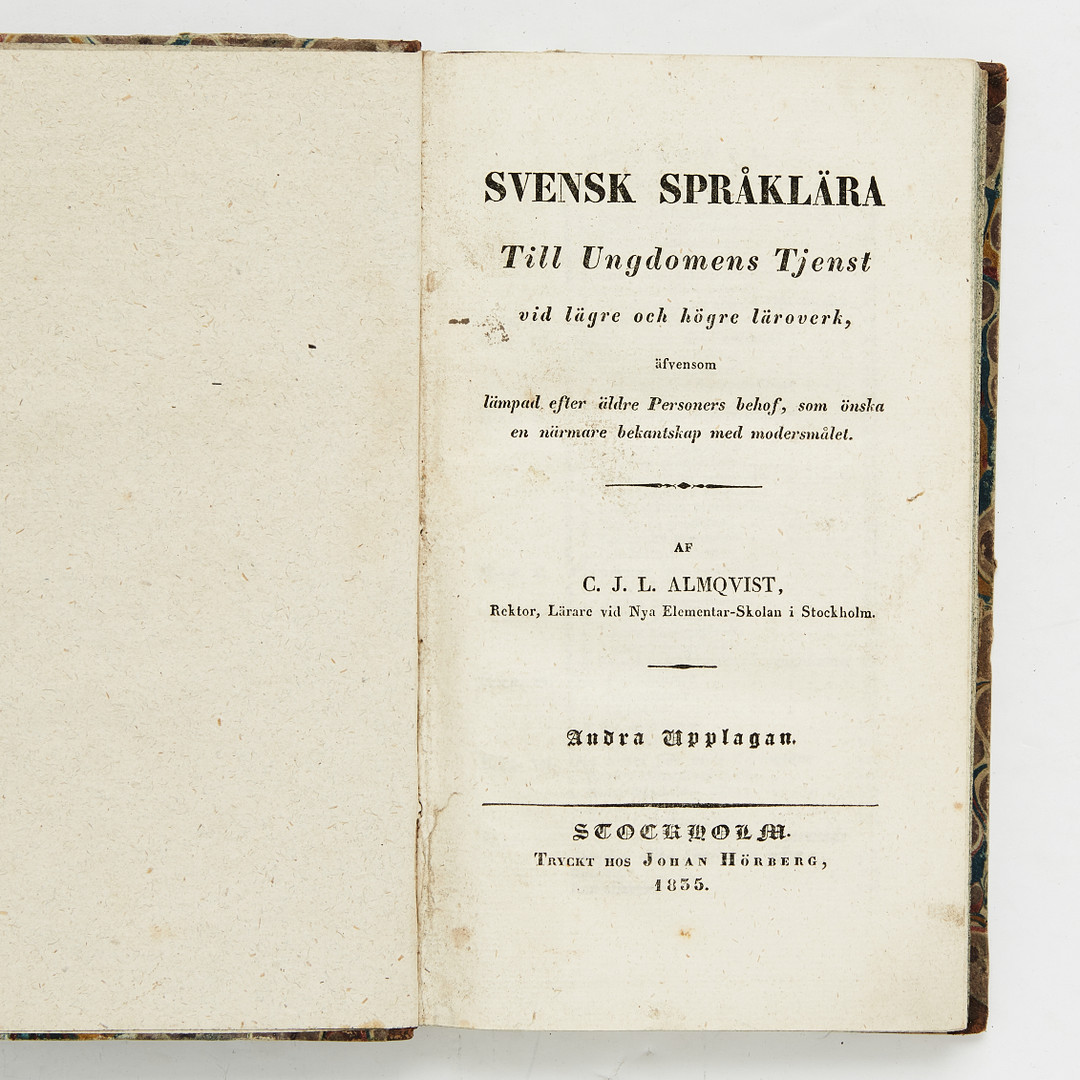 SVENSK SPRÅKLÄRA
Till Ungdomens Tjenst
vid lägre och högre läroverk,
äfvensom
lämpad efter äldre Personers behof, som önska
en närmare bekantskap med modersmålet.
AF
C. J. L. ALMQVIST,
Rektor, Lärare vid Nya Elementar-Skolan i Stockholm.
Andra Upplagan.
STOCKHOLM.
TRYCKT HOS JOHAN HÖRBERG,
1835.